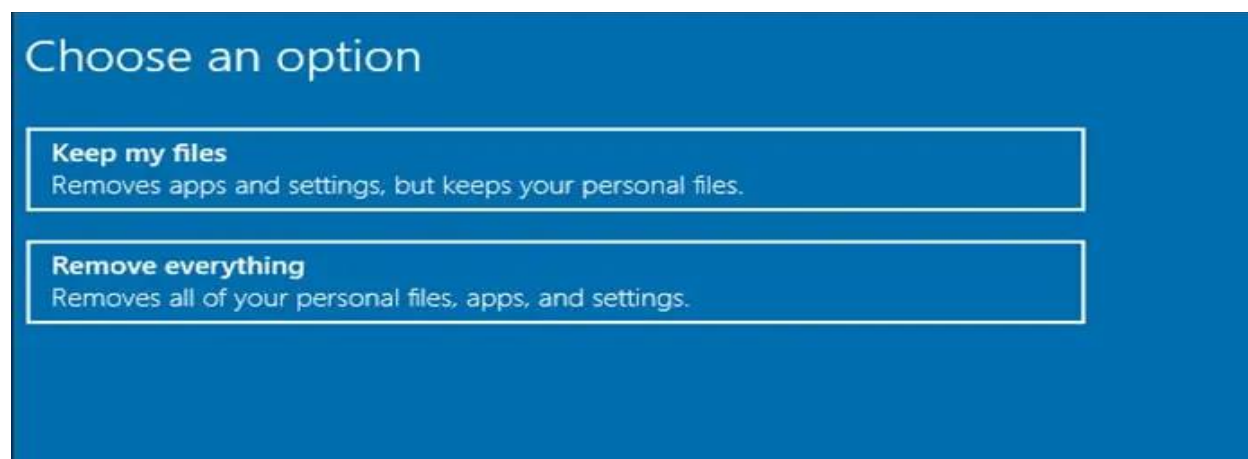 Choose an option
Keep my files
Removes apps and settings, but keeps your personal files.
Remove everything
Removes all of your personal files, apps, and settings.